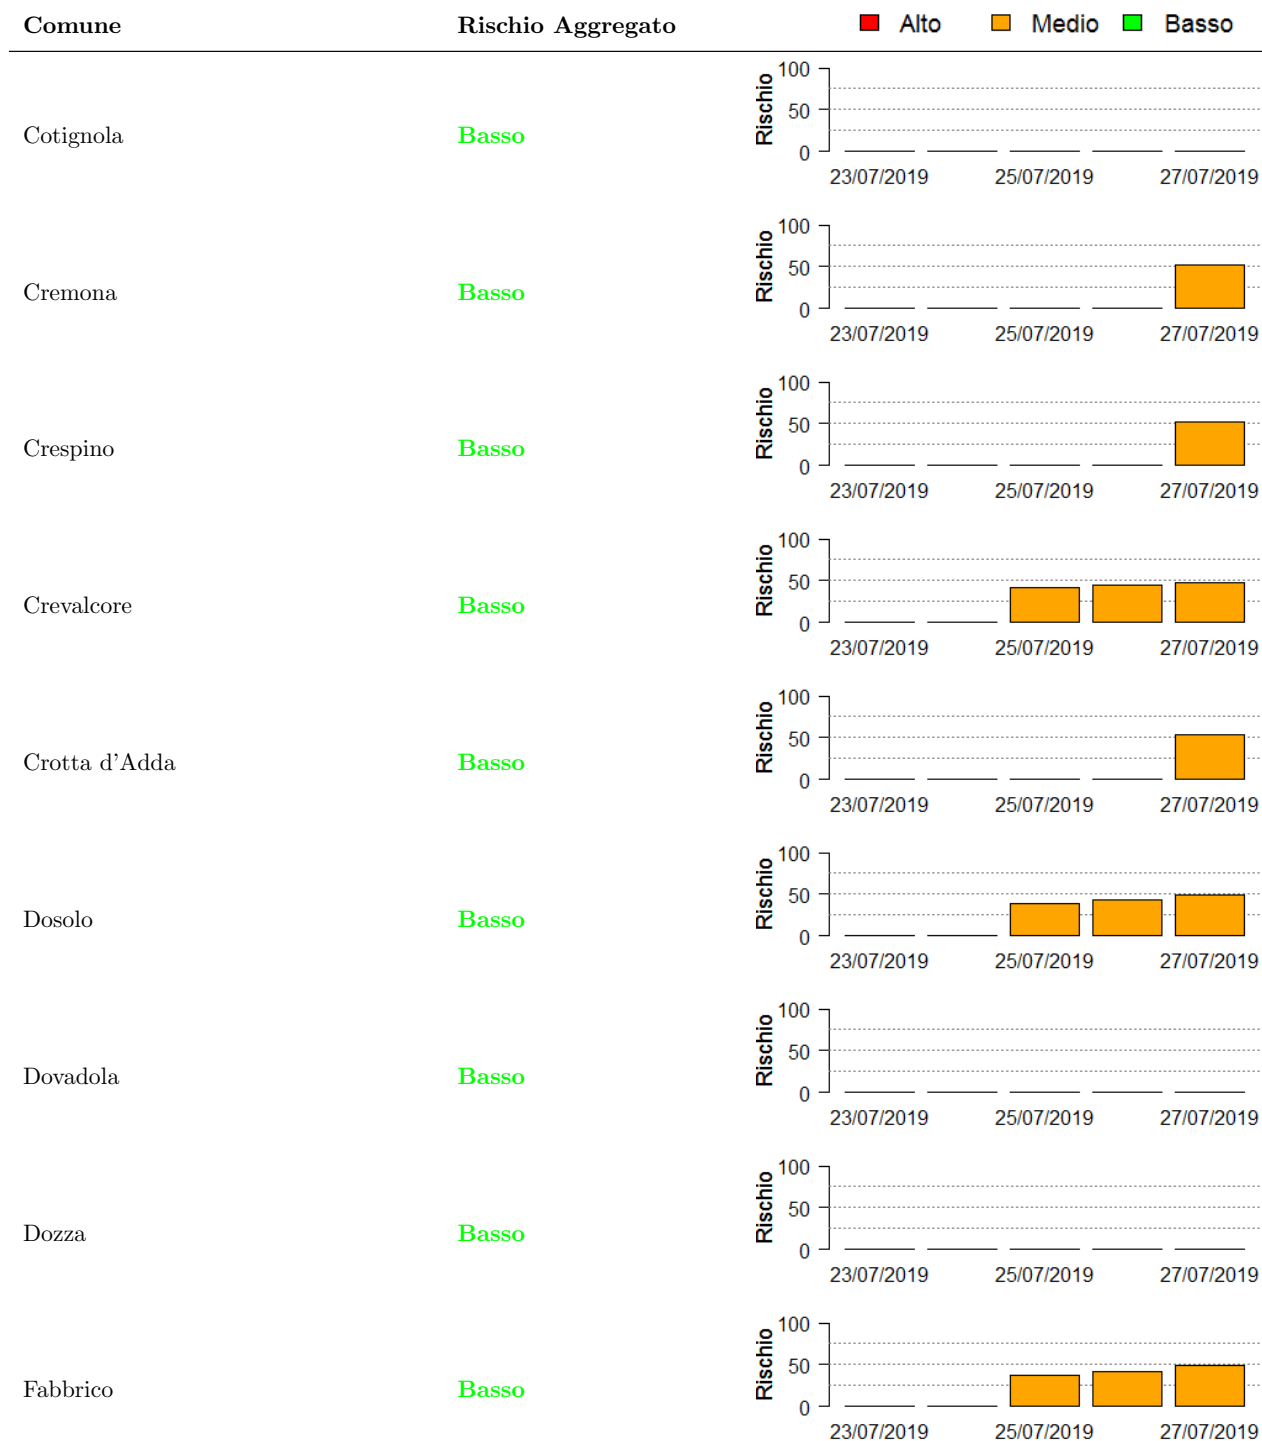 Comune Rischio Aggregato Alto Medio Basso
100
50
0
Rischio
Cotignola Basso
23/07/2019 25/07/2019 27/07/2019
100
50
0
Rischio
Cremona Basso
23/07/2019 25/07/2019 27/07/2019
100
50
0
Rischio
Crespino Basso
23/07/2019 25/07/2019 27/07/2019
100
50
0
Rischio
Crevalcore Basso
23/07/2019 25/07/2019 27/07/2019
100
50
0
Rischio
Crotta d'Adda Basso
23/07/2019 25/07/2019 27/07/2019
100
50
0
Rischio
Dosolo Basso
23/07/2019 25/07/2019 27/07/2019
100
50
0
Rischio
Dovadola Basso
23/07/2019 25/07/2019 27/07/2019
100
50
0
Rischio
Dozza Basso
23/07/2019 25/07/2019 27/07/2019
100
50
0
Rischio
Fabbrico Basso
23/07/2019 25/07/2019 27/07/2019